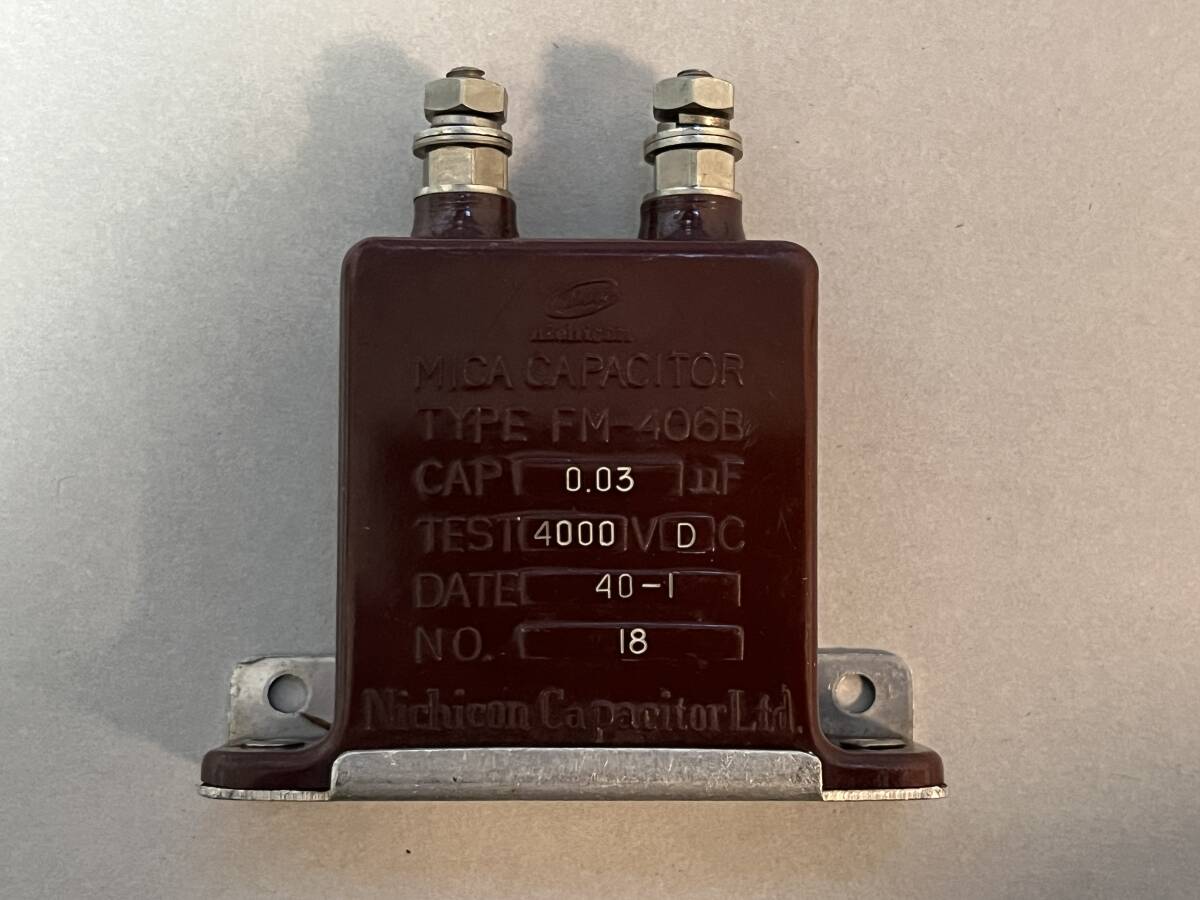 nichicon
MICA CAPACITOR
TYPE FM-406B
CAP 0.03 µF
TEST 4000 V D C
DATE 40-1
NO. 18
Nichicon Capacitor Ltd.